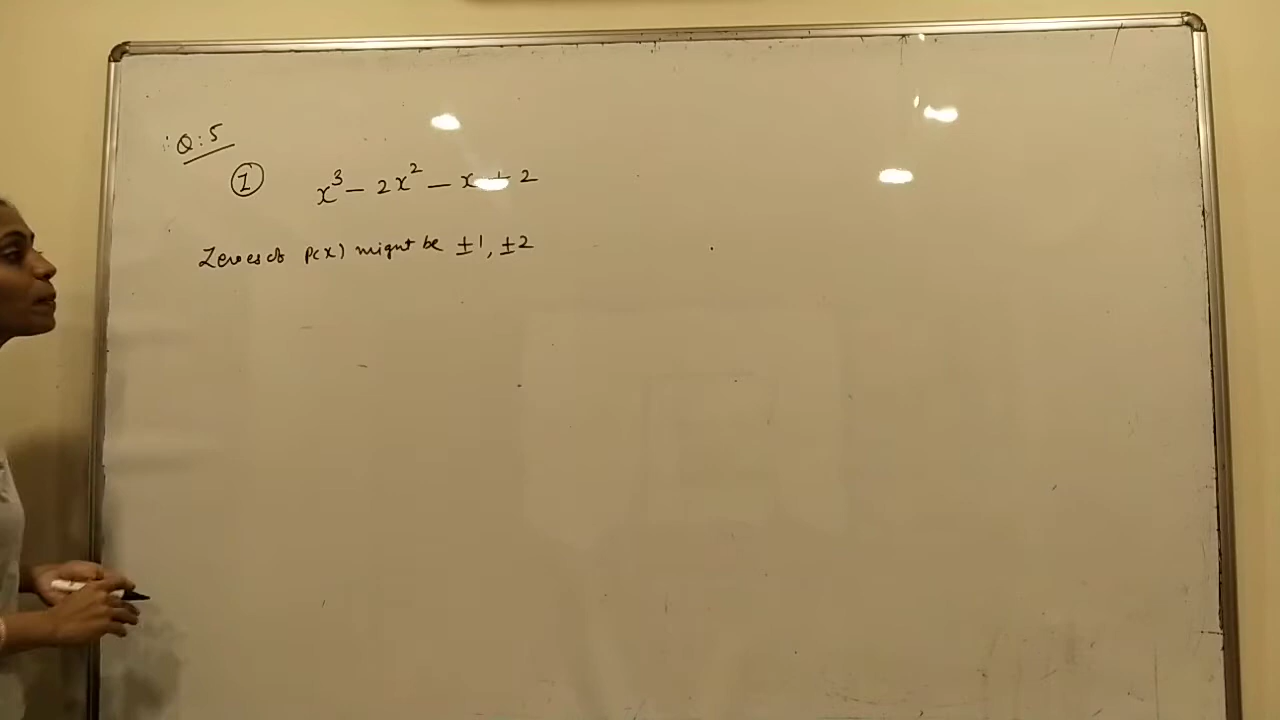 Q:5
① x³ - 2x² - x + 2
Zeroes of p(x) might be ±1, ±2